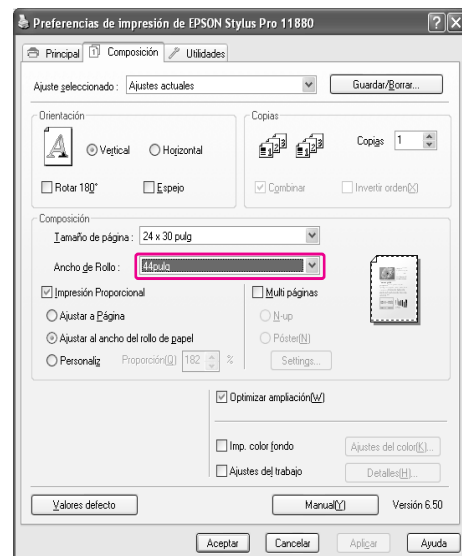 Preferencias de impresión de EPSON Stylus Pro 11880
Principal Composición Utilidades
Ajuste seleccionado : Ajustes actuales Guardar/Borrar...
Orientación
Vertical Horizontal
Rotar 180° Espejo
Copias
Copias 1
Combinar Invertir orden(X)
Composición
Tamaño de página : 24 x 30 pulg
Ancho de Rollo : 44pulg
Impresión Proporcional
Ajustar a Página
Ajustar al ancho del rollo de papel
Personaliz Proporción(Q) 182 %
Multi páginas
N-up
Póster(N)
Settings...
Optimizar ampliación(W)
Imp. color fondo Ajustes del color(K)...
Ajustes del trabajo Detalles(H)...
Valores defecto Manual(Y) Versión 6.50
Aceptar Cancelar Aplicar Ayuda